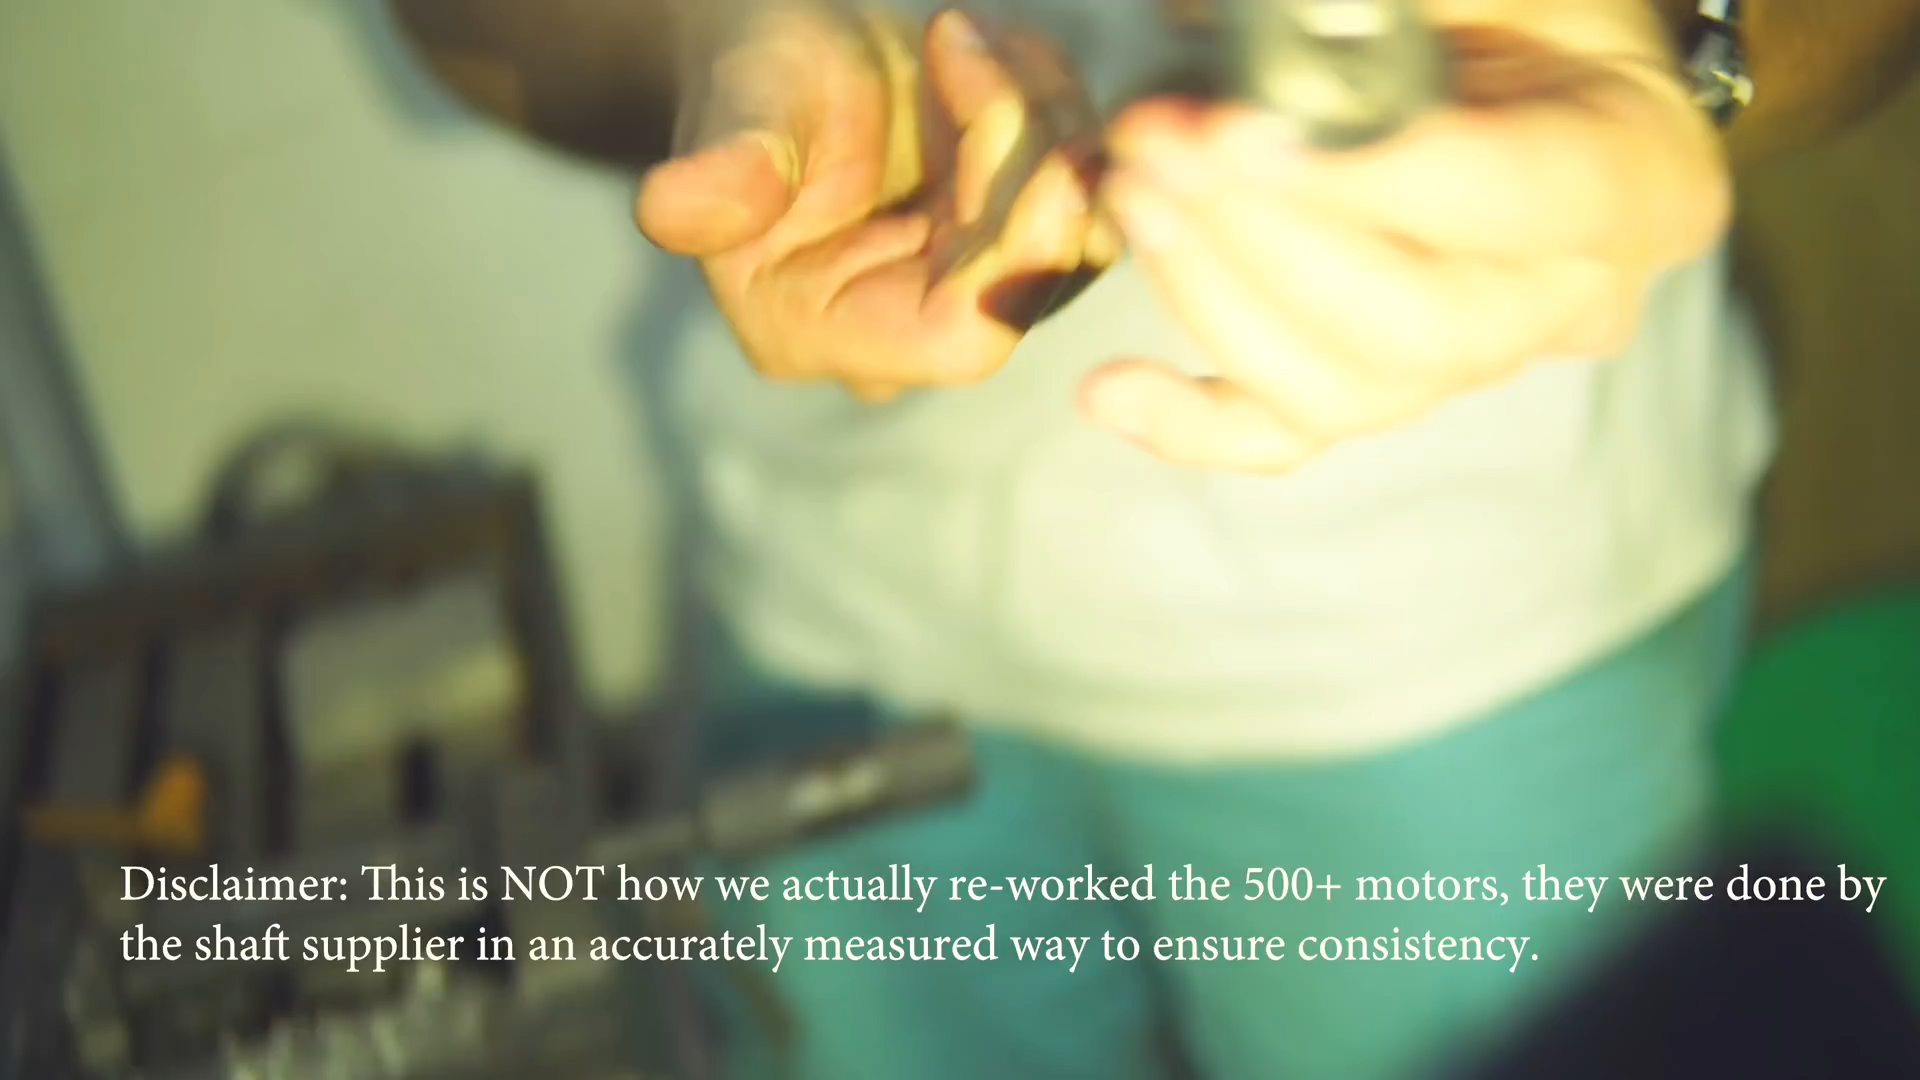 Disclaimer: This is NOT how we actually re-worked the 500+ motors, they were done by
the shaft supplier in an accurately measured way to ensure consistency.